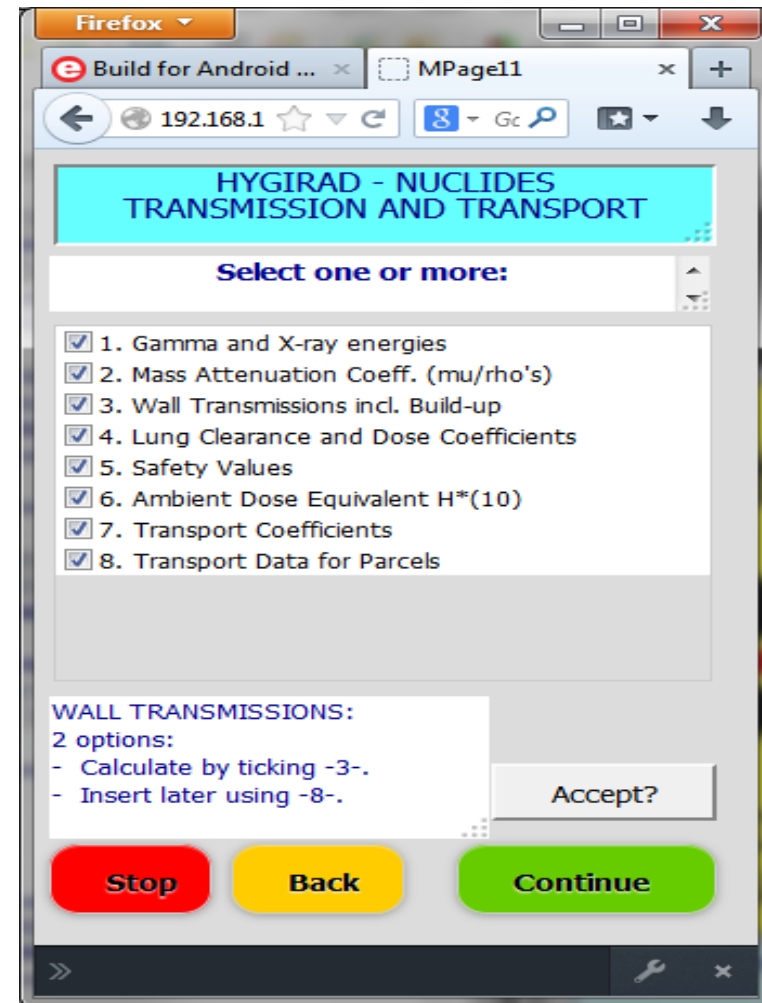 Firefox
Build for Android ...
MPage11
192.168.1
8
Gc
HYGIRAD - NUCLIDES
TRANSMISSION AND TRANSPORT
Select one or more:
1. Gamma and X-ray energies
2. Mass Attenuation Coeff. (mu/rho's)
3. Wall Transmissions incl. Build-up
4. Lung Clearance and Dose Coefficients
5. Safety Values
6. Ambient Dose Equivalent H*(10)
7. Transport Coefficients
8. Transport Data for Parcels
WALL TRANSMISSIONS:
2 options:
- Calculate by ticking -3-.
- Insert later using -8-.
Accept?
Stop
Back
Continue